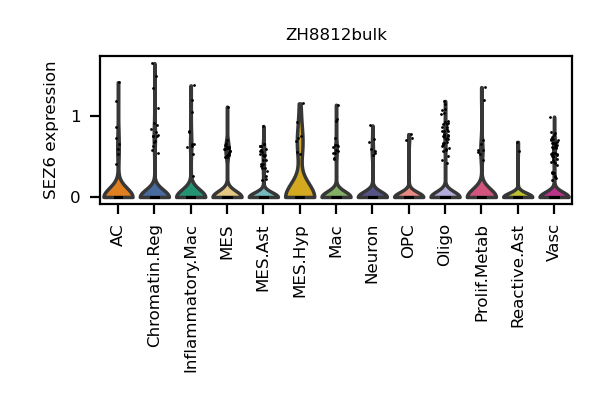 ZH8812bulk
SEZ6 expression
1
0
AC
Chromatin.Reg
Inflammatory.Mac
MES
MES.Ast
MES.Hyp
Mac
Neuron
OPC
Oligo
Prolif.Metab
Reactive.Ast
Vasc